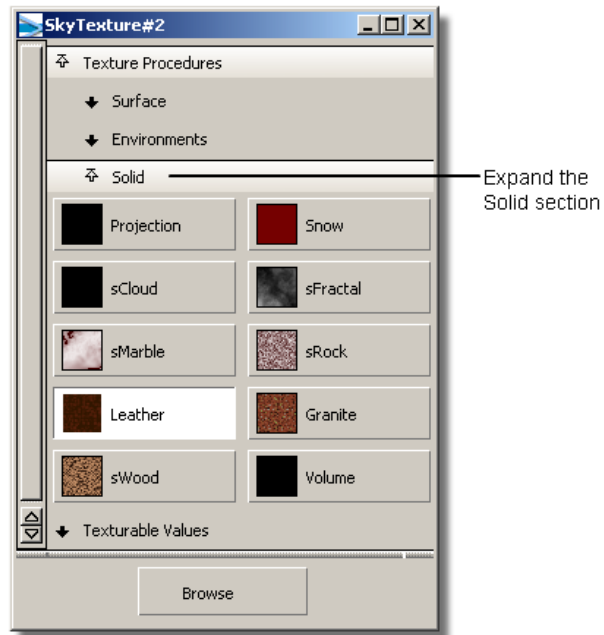 SkyTexture#2
Texture Procedures
Surface
Environments
Solid
Expand the
Solid section
Projection
Snow
sCloud
sFractal
sMarble
sRock
Leather
Granite
sWood
Volume
Texturable Values
Browse